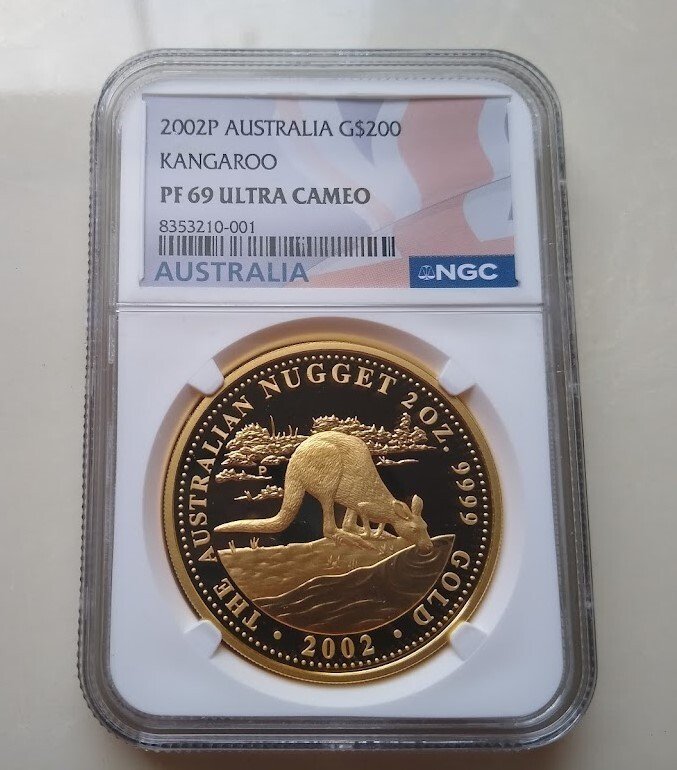 2002P AUSTRALIA G$200
KANGAROO
PF 69 ULTRA CAMEO
8353210-001
AUSTRALIA
NGC
THE AUSTRALIAN NUGGET 2 OZ. 9999 GOLD
P
• 2002 •